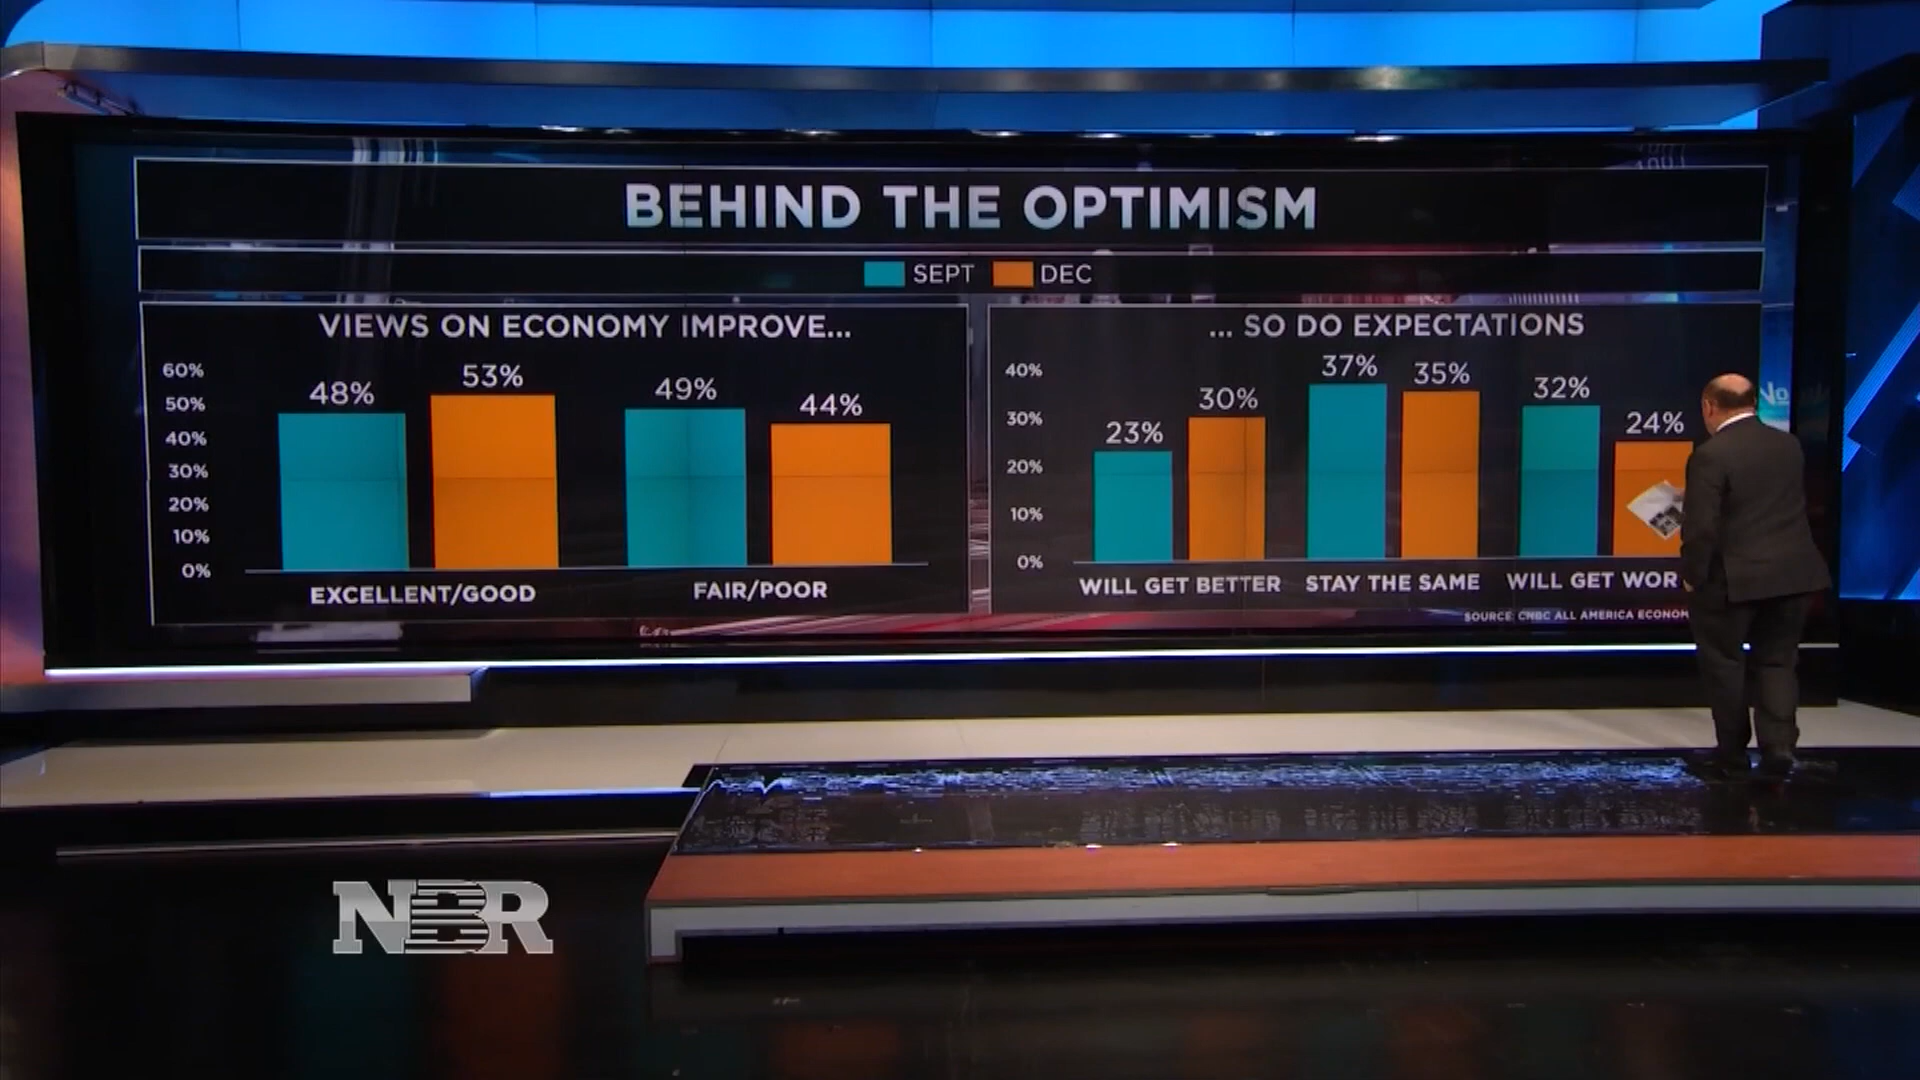 BEHIND THE OPTIMISM
SEPT DEC
VIEWS ON ECONOMY IMPROVE...
60%
50%
40%
30%
20%
10%
0%
48%
53%
49%
44%
EXCELLENT/GOOD
FAIR/POOR
... SO DO EXPECTATIONS
40%
30%
20%
10%
0%
23%
30%
37%
35%
32%
24%
WILL GET BETTER
STAY THE SAME
WILL GET WOR
SOURCE: CNBC ALL AMERICA ECONOM
NBR